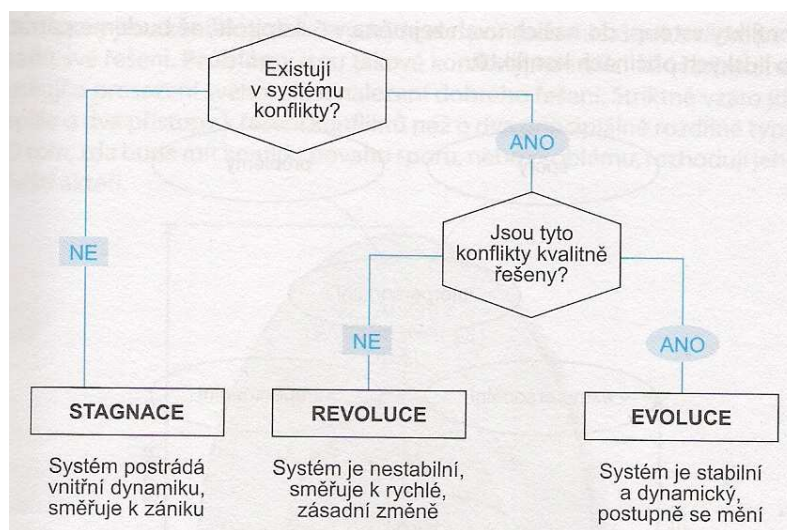 Existují
v systému
konflikty?
ANO
Jsou tyto
konflikty kvalitně
řešeny?
NE
NE
ANO
STAGNACE
Systém postrádá
vnitřní dynamiku,
směřuje k zániku
REVOLUCE
Systém je nestabilní,
směřuje k rychlé,
zásadní změně
EVOLUCE
Systém je stabilní
a dynamický,
postupně se mění